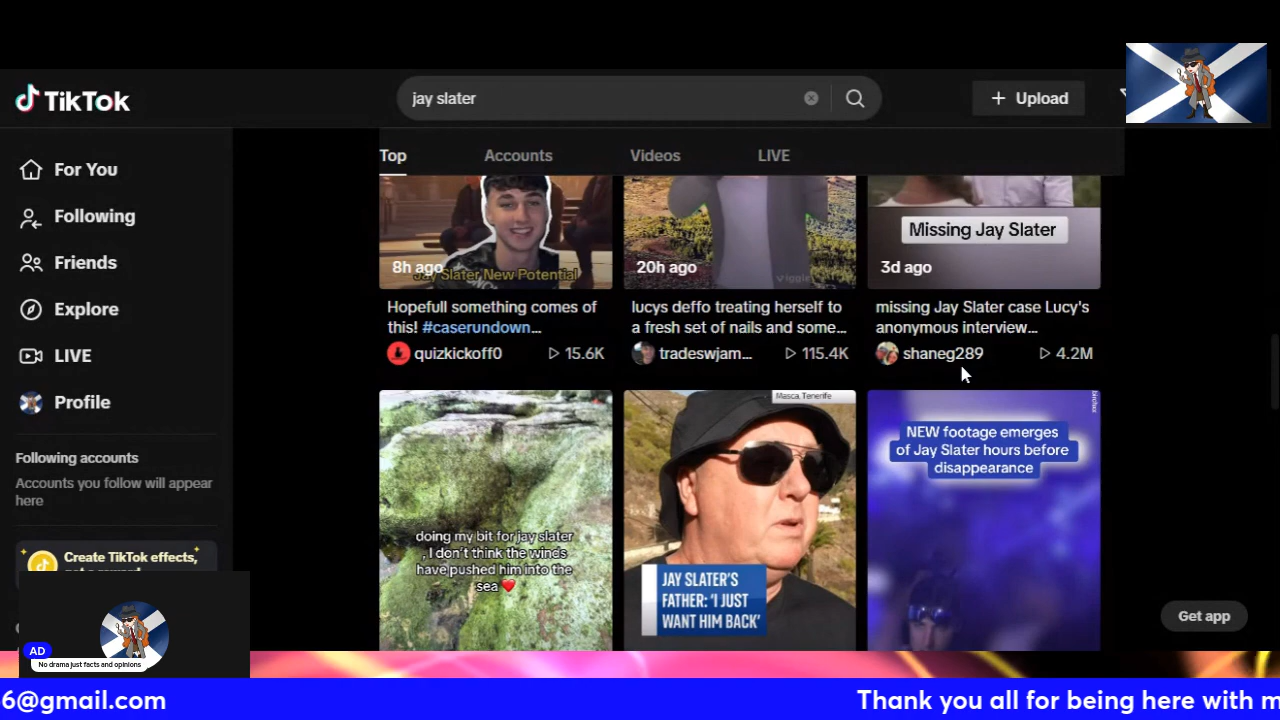 TikTok
jay slater
Upload
For You
Following
Friends
Explore
LIVE
Profile
Following accounts
Accounts you follow will appear
here
Create TikTok effects,
Top
Accounts
Videos
LIVE
8h ago
Jay Slater New Potential
Hopefull something comes of
this! #caserundown...
quizkickoff0
15.6K
20h ago
lucys deffo treating herself to
a fresh set of nails and some...
tradeswjam...
115.4K
Missing Jay Slater
3d ago
missing Jay Slater case Lucy's
anonymous interview...
shaneg289
4.2M
doing my bit for jay slater
, I don't think the winds
have pushed him into the
sea ❤️
Masca, Tenerife
JAY SLATER'S
FATHER: 'I JUST
WANT HIM BACK'
NEW footage emerges
of Jay Slater hours before
disappearance
Get app
AD
No drama just facts and opinions
6@gmail.com
Thank you all for being here with m